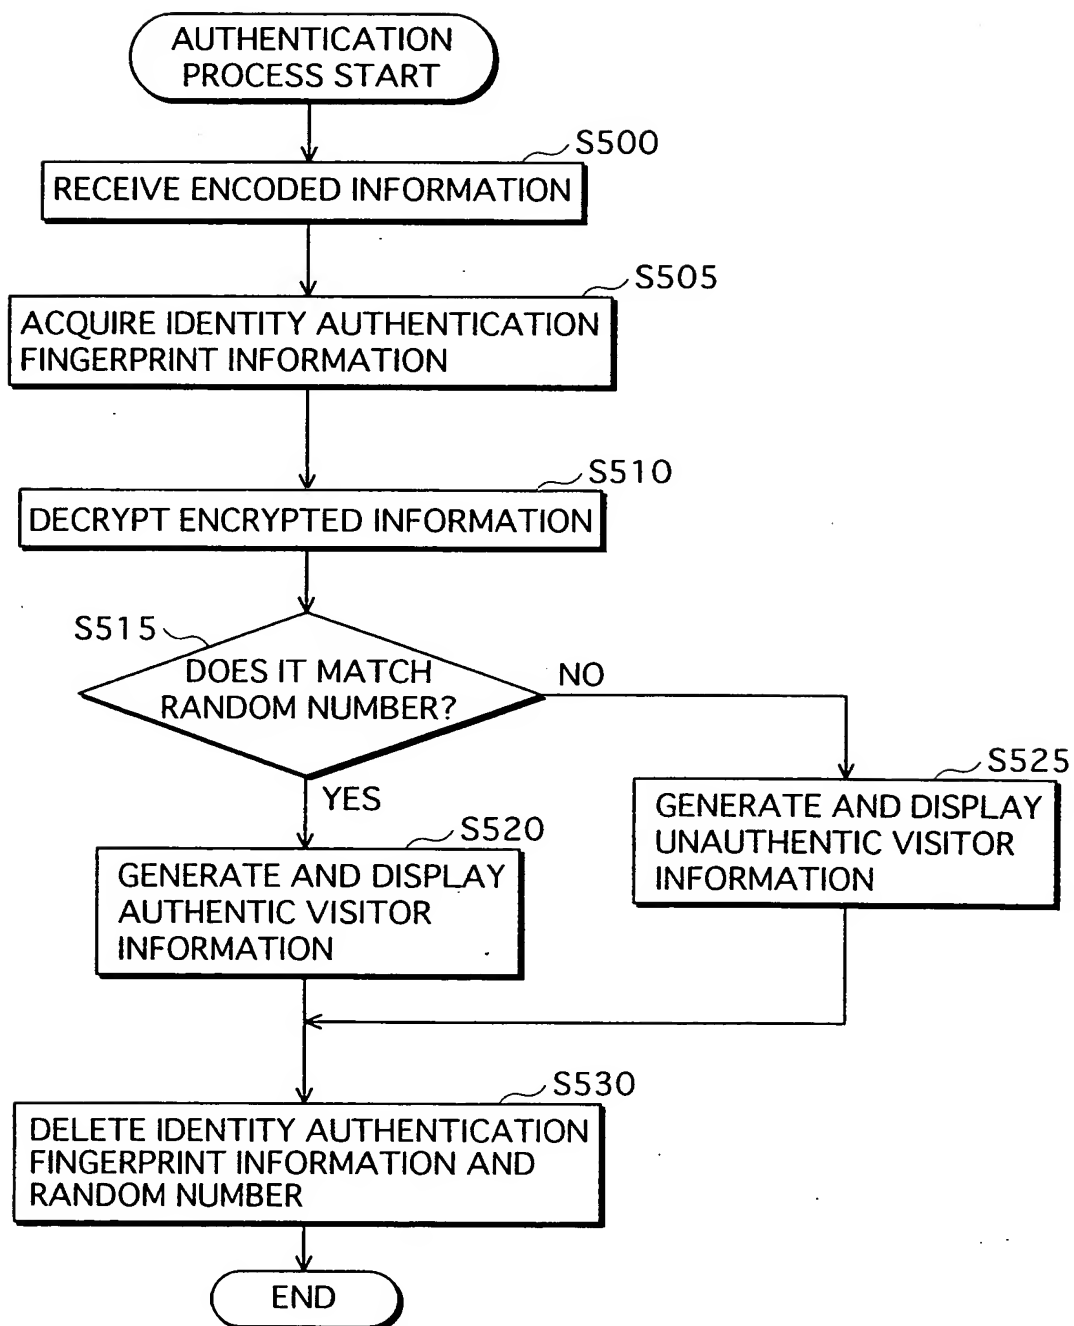 AUTHENTICATION
PROCESS START
S500
RECEIVE ENCODED INFORMATION
S505
ACQUIRE IDENTITY AUTHENTICATION
FINGERPRINT INFORMATION
S510
DECRYPT ENCRYPTED INFORMATION
S515
DOES IT MATCH
RANDOM NUMBER?
NO
YES
S520
GENERATE AND DISPLAY
AUTHENTIC VISITOR
INFORMATION
S525
GENERATE AND DISPLAY
UNAUTHENTIC VISITOR
INFORMATION
S530
DELETE IDENTITY AUTHENTICATION
FINGERPRINT INFORMATION AND
RANDOM NUMBER
END